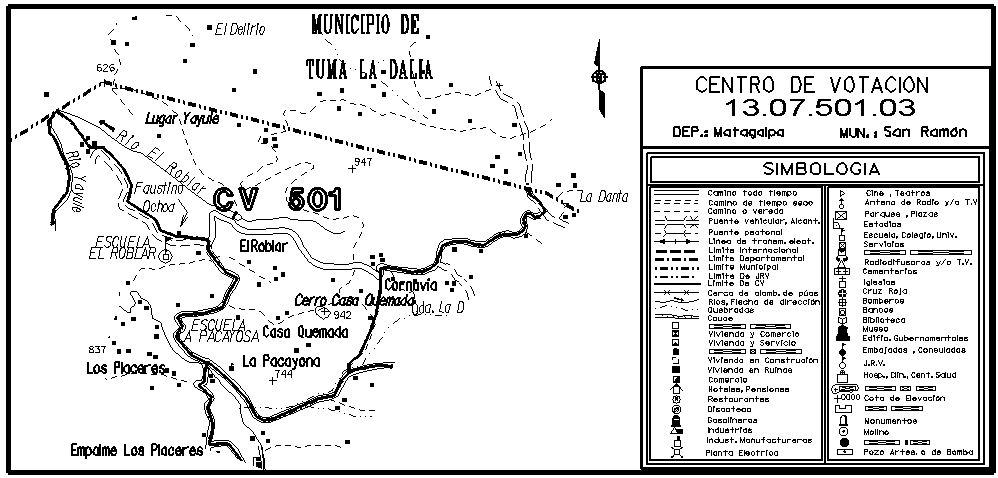 El Delirio
MUNICIPIO DE
TUMA LA-DALIA
626
Lugar Yayule
Río El Roblar
Río Yayule
947
Faustino
Ochoa
CV 501
La Danta
ESCUELA
EL ROBLAR
El Roblar
Cornavia
Cerro Casa Quemada
942
Qda. La D
ESCUELA
LA PACAYOSA
Casa Quemada
837
Los Placeres
La Pacayona
744
Empalme Los Placeres
CENTRO DE VOTACION
13.07.501.03
DEP.: Matagalpa MUN.: San Ramón
SIMBOLOGIA
Camino todo tiempo
Camino de tiempo seco
Camino o vereda
Puente vehicular, Alcant.
Puente peatonal
Linea de transm. elect.
Limite Internacional
Limite Departamental
Limite Municipal
Limite De JRV
Limite De CV
Cerca de alamb. de púas
Rios, Flecha de dirección
Quebradas
Cauce
Vivienda y Comercio
Vivienda y Servicio
Vivienda en Construcíon
Vivienda en Ruinas
Comercio
Hoteles, Pensiones
Restaurantes
Discoteca
Gasolineras
Industrias
Indust. Manufactureras
Planta Electrica
Cine, Teatros
Antena de Radio y/o T.V
Parques, Plazas
Estadios
Escuela, Colegio, Univ.
Servicios
Radiodifusoras y/o T.V.
Cementerios
Iglesias
Cruz Roja
Bomberos
Bancos
Biblioteca
Museo
Edific. Gubernamentales
Embajadas, Consulados
J.R.V.
Hosp., Clin., Cent. Salud
+0000 Cota de Elevación
Monumentos
Molino
Pozo Artes. o de Bomba